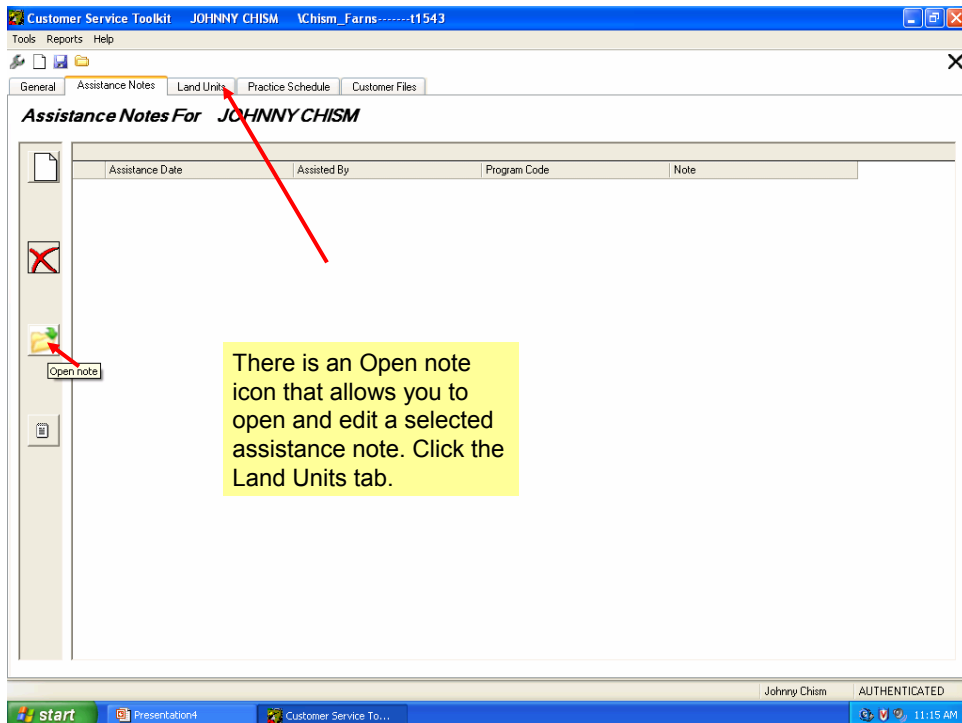 Customer Service Toolkit JOHNNY CHISM \Chism_Farns-------t1543
Tools Reports Help
General Assistance Notes Land Units Practice Schedule Customer Files
Assistance Notes For JOHNNY CHISM
Assistance Date Assisted By Program Code Note
Open note
There is an Open note
icon that allows you to
open and edit a selected
assistance note. Click the
Land Units tab.
Johnny Chism AUTHENTICATED
start Presentation4 Customer Service To... 11:15 AM